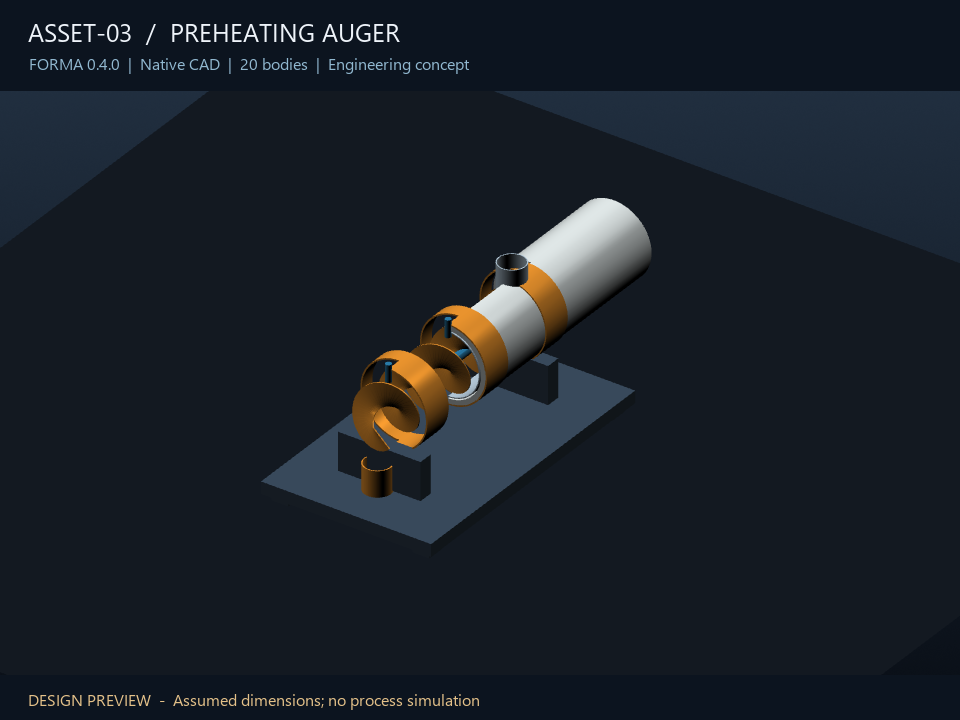 ASSET-03 / PREHEATING AUGER
FORMA 0.4.0 | Native CAD | 20 bodies | Engineering concept
DESIGN PREVIEW - Assumed dimensions; no process simulation